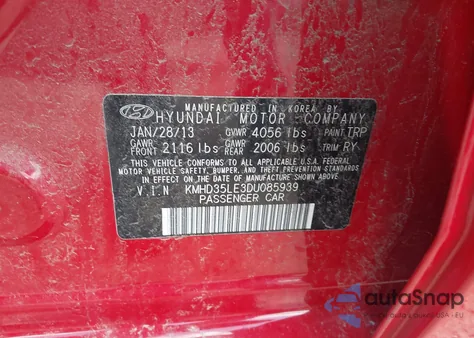 MANUFACTURED IN KOREA BY
HYUNDAI MOTOR COMPANY
JAN/28/13 GVWR 4056 lbs PAINT TRP
GAWR FRONT 2116 lbs GAWR REAR 2006 lbs TRIM RY
THIS VEHICLE CONFORMS TO ALL APPLICABLE U.S.A. FEDERAL
MOTOR VEHICLE SAFETY, BUMPER, AND THEFT PREVENTION
STANDARDS IN EFFECT ON THE DATE OF MANUFACTURE SHOWN ABOVE.
V.I.N KMHD35LE3DU085939
PASSENGER CAR
autoSnap